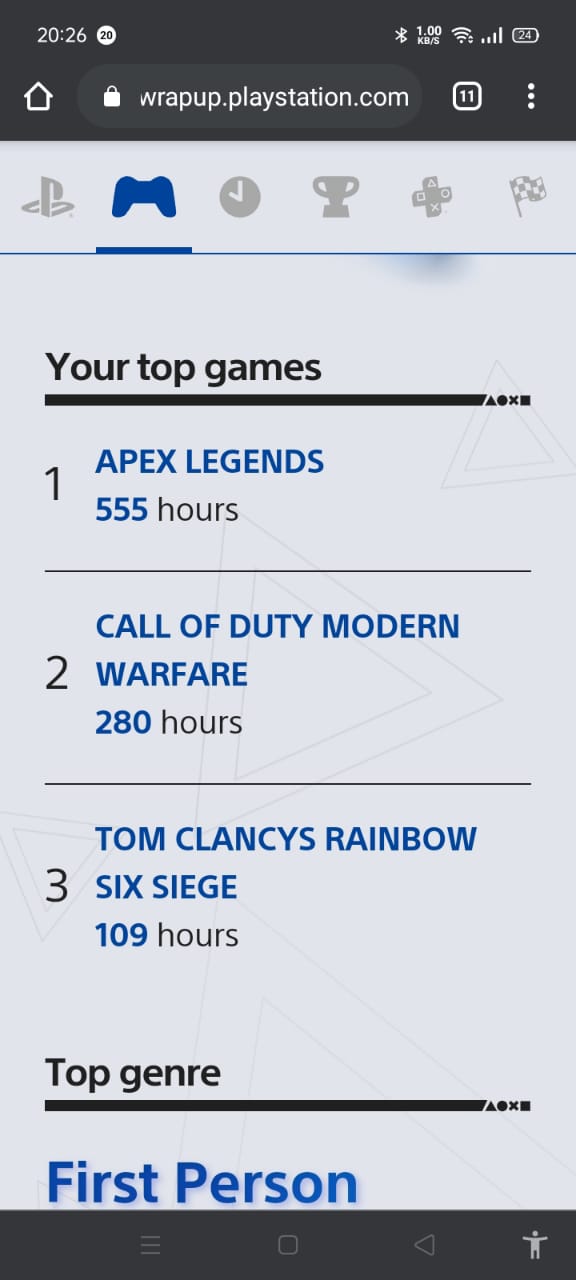 20:26 20 1.00 KB/S 24
wrapup.playstation.com 11
Your top games
1
APEX LEGENDS
555 hours
2
CALL OF DUTY MODERN
WARFARE
280 hours
3
TOM CLANCYS RAINBOW
SIX SIEGE
109 hours
Top genre
First Person